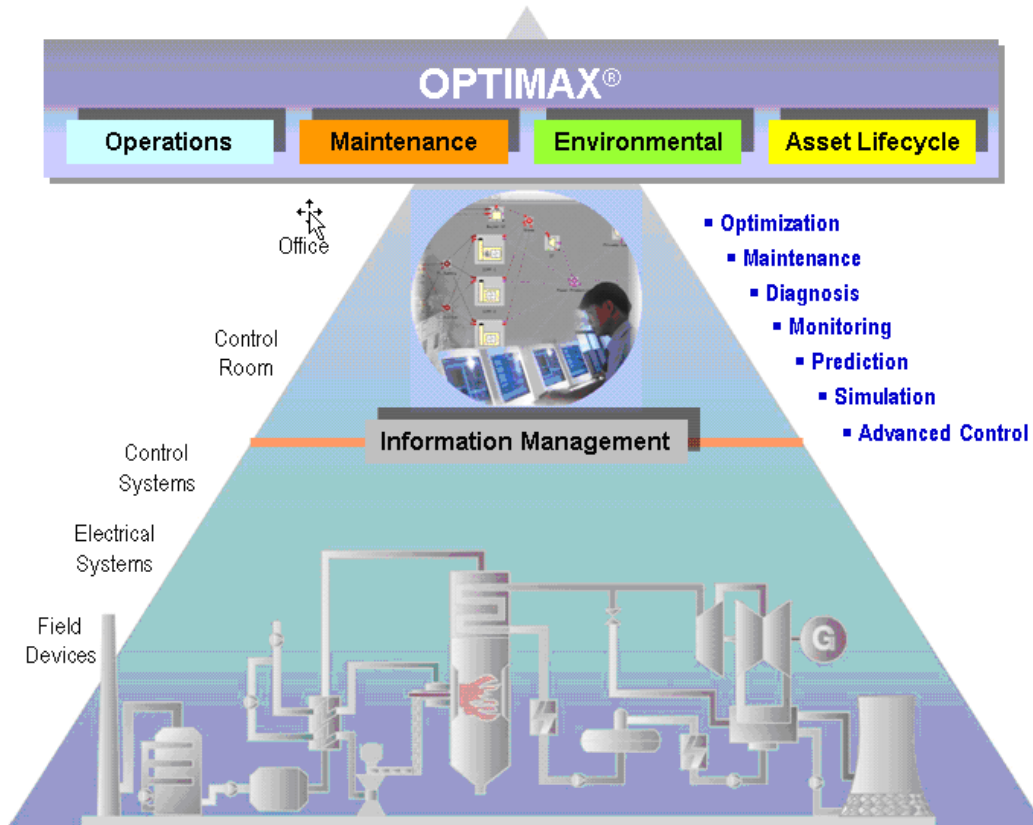 OPTIMAX®
Operations
Maintenance
Environmental
Asset Lifecycle
Office
Control
Room
Control
Systems
Electrical
Systems
Field
Devices
▪ Optimization
▪ Maintenance
▪ Diagnosis
▪ Monitoring
▪ Prediction
▪ Simulation
▪ Advanced Control
Information Management
G